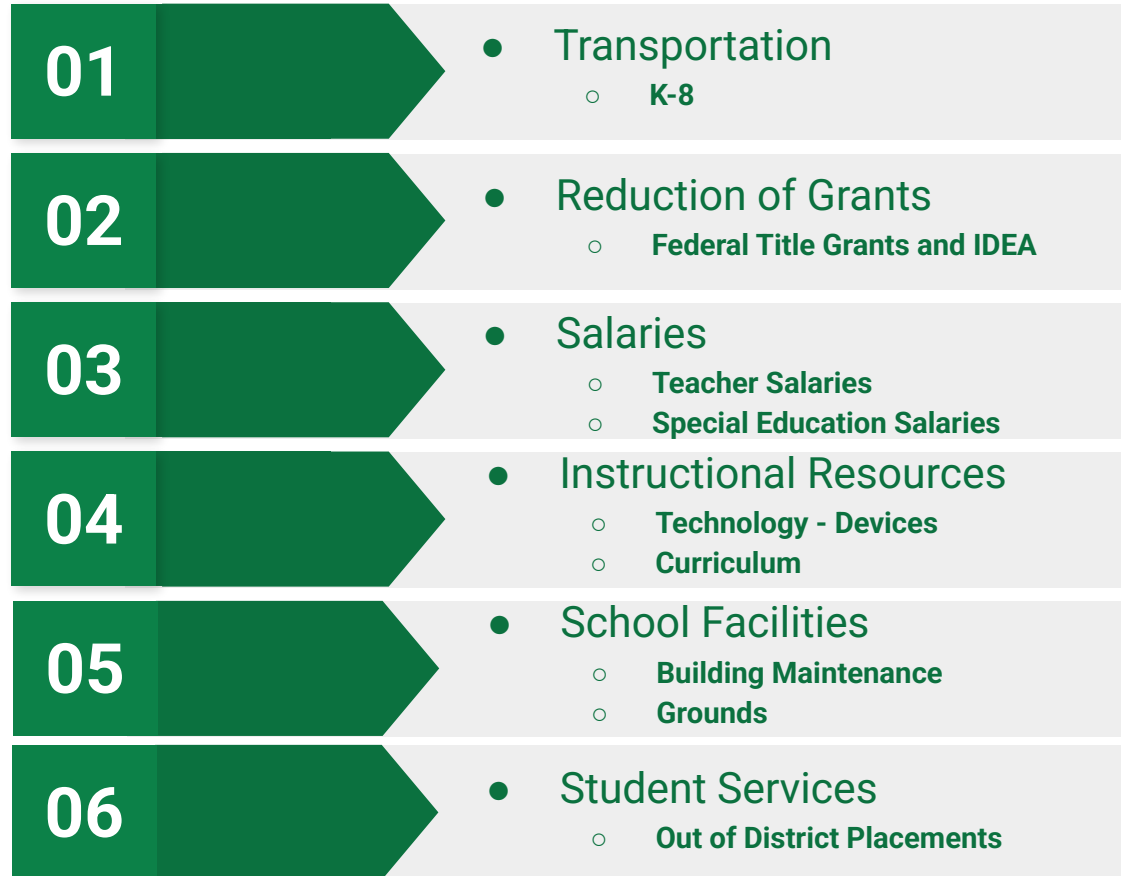 01
● Transportation
○ K-8
02
● Reduction of Grants
○ Federal Title Grants and IDEA
03
● Salaries
○ Teacher Salaries
○ Special Education Salaries
04
● Instructional Resources
○ Technology - Devices
○ Curriculum
05
● School Facilities
○ Building Maintenance
○ Grounds
06
● Student Services
○ Out of District Placements